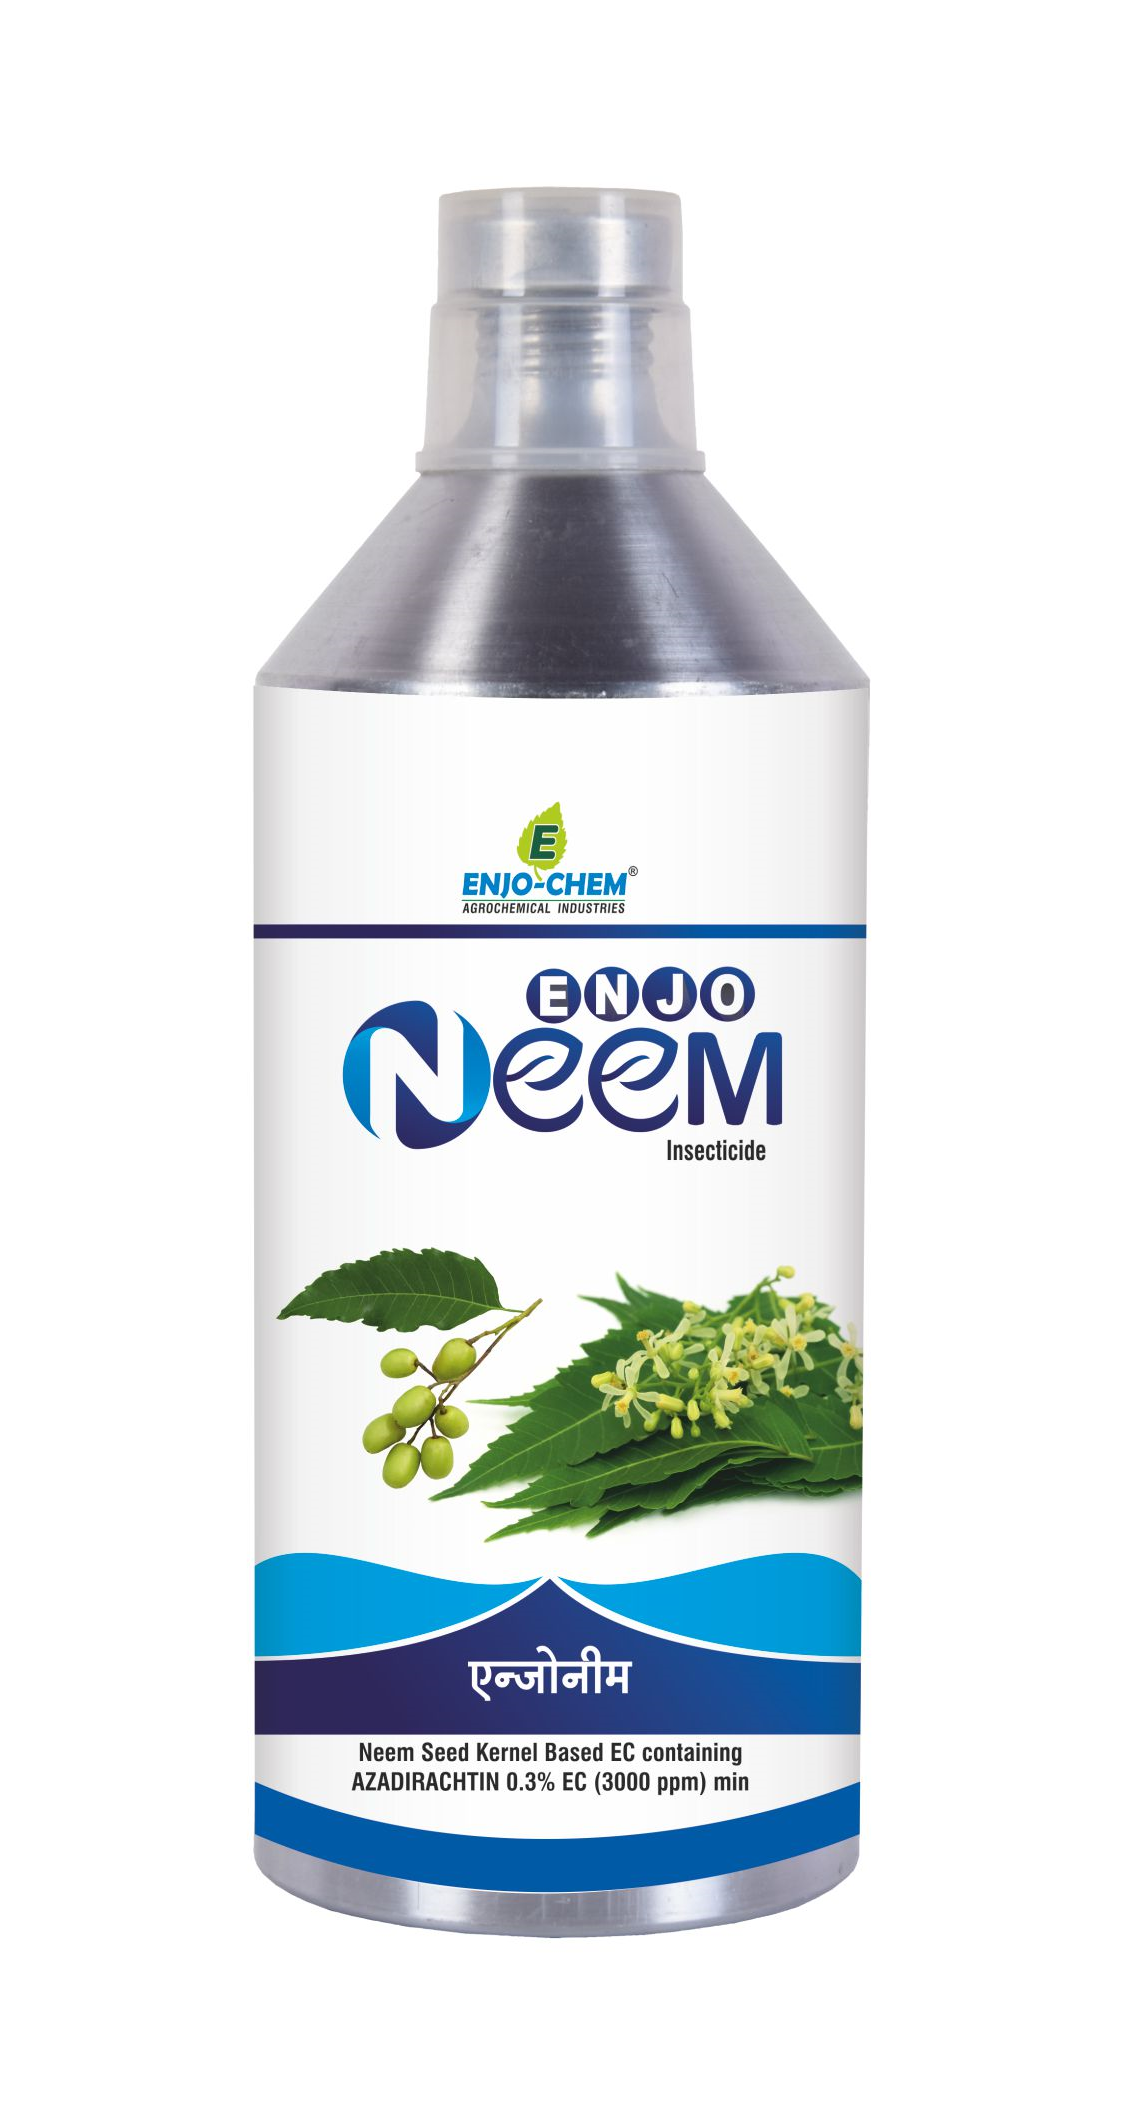 E
ENJO-CHEM®
AGROCHEMICAL INDUSTRIES
ENJO
Neem
Insecticide
एन्जोनीम
Neem Seed Kernel Based EC containing
AZADIRACHTIN 0.3% EC (3000 ppm) min